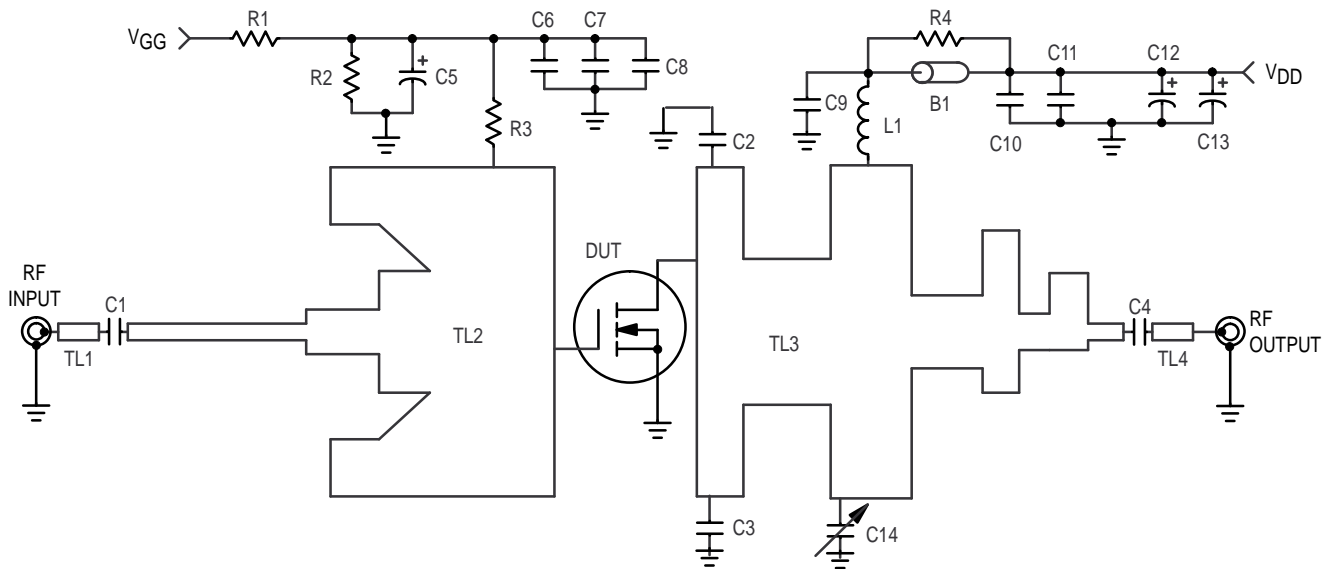 R1
C6
C7
R4
VGG
C11
C12
R2
C5
C8
VDD
C9
B1
R3
C2
L1
C10
C13
DUT
RF
INPUT
C1
TL1
TL2
TL3
C4
TL4
RF
OUTPUT
C3
C14
+
+
+